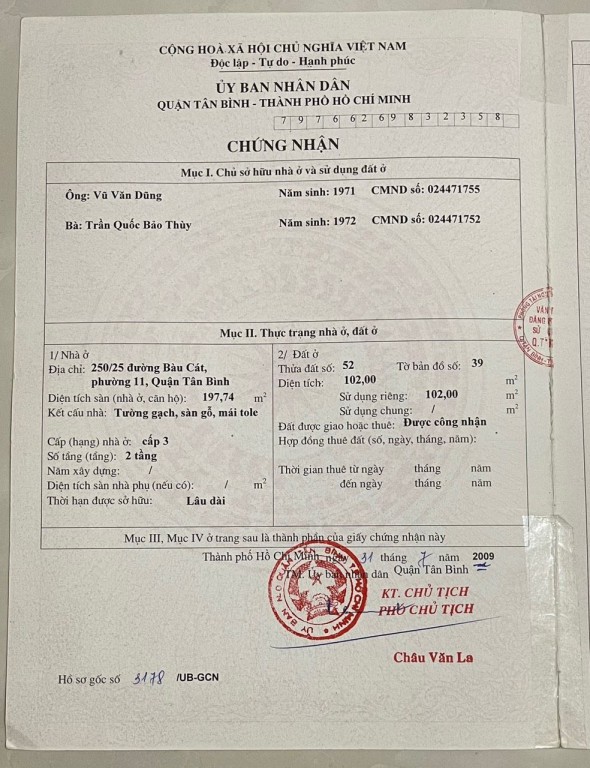 CỘNG HOÀ XÃ HỘI CHỦ NGHĨA VIỆT NAM
Độc lập - Tự do - Hạnh phúc
ỦY BAN NHÂN DÂN
QUẬN TÂN BÌNH - THÀNH PHỐ HỒ CHÍ MINH
7 9 7 6 6 2 6 9 8 3 2 3 5 8
CHỨNG NHẬN
Mục I. Chủ sở hữu nhà ở và sử dụng đất ở
Ông: Vũ Văn Dũng Năm sinh: 1971 CMND số: 024471755
Bà: Trần Quốc Bảo Thùy Năm sinh: 1972 CMND số: 024471752
Mục II. Thực trạng nhà ở, đất ở
1/ Nhà ở
Địa chỉ: 250/25 đường Bàu Cát,
phường 11, Quận Tân Bình
Diện tích sàn (nhà ở, căn hộ): 197,74 m2
Kết cấu nhà: Tường gạch, sàn gỗ, mái tole
Cấp (hạng) nhà ở: cấp 3
Số tầng (tầng): 2 tầng
Năm xây dựng: /
Diện tích sàn nhà phụ (nếu có): / m2
Thời hạn được sở hữu: Lâu dài
2/ Đất ở
Thửa đất số: 52 Tờ bản đồ số: 39
Diện tích: 102,00 m2
Sử dụng riêng: 102,00 m2
Sử dụng chung: / m2
Đất được giao hoặc thuê: Được công nhận
Hợp đồng thuê đất (số, ngày, tháng, năm):
Thời gian thuê từ ngày tháng năm
đến ngày tháng năm
Mục III, Mục IV ở trang sau là thành phần của giấy chứng nhận này
Thành phố Hồ Chí Minh, ngày 31 tháng 7 năm 2009
TM. Ủy ban nhân dân Quận Tân Bình
KT. CHỦ TỊCH
PHÓ CHỦ TỊCH
Châu Văn La
Hồ sơ gốc số 3178 /UB-GCN